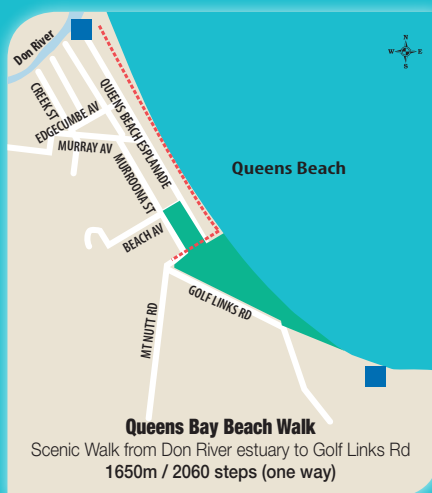 N
W E
S
Don River
CREEK ST
EDGECUMBE AV
MURRAY AV
QUEENS BEACH ESPLANADE
MURROONA ST
Queens Beach
BEACH AV
GOLF LINKS RD
MT NUTT RD
Queens Bay Beach Walk
Scenic Walk from Don River estuary to Golf Links Rd
1650m / 2060 steps (one way)